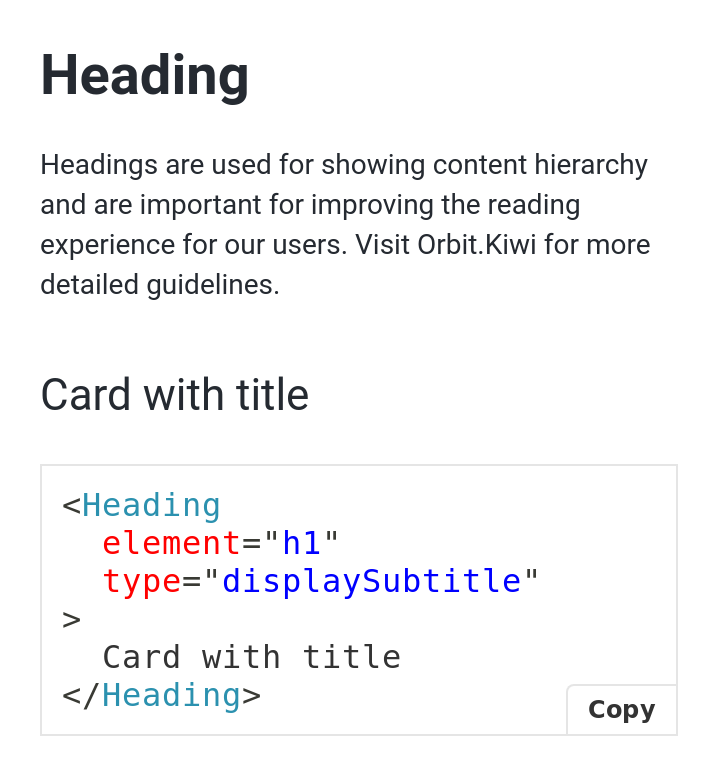 Heading
Headings are used for showing content hierarchy
and are important for improving the reading
experience for our users. Visit Orbit.Kiwi for more
detailed guidelines.
Card with title
<Heading
  element="h1"
  type="displaySubtitle"
>
  Card with title
</Heading>
Copy